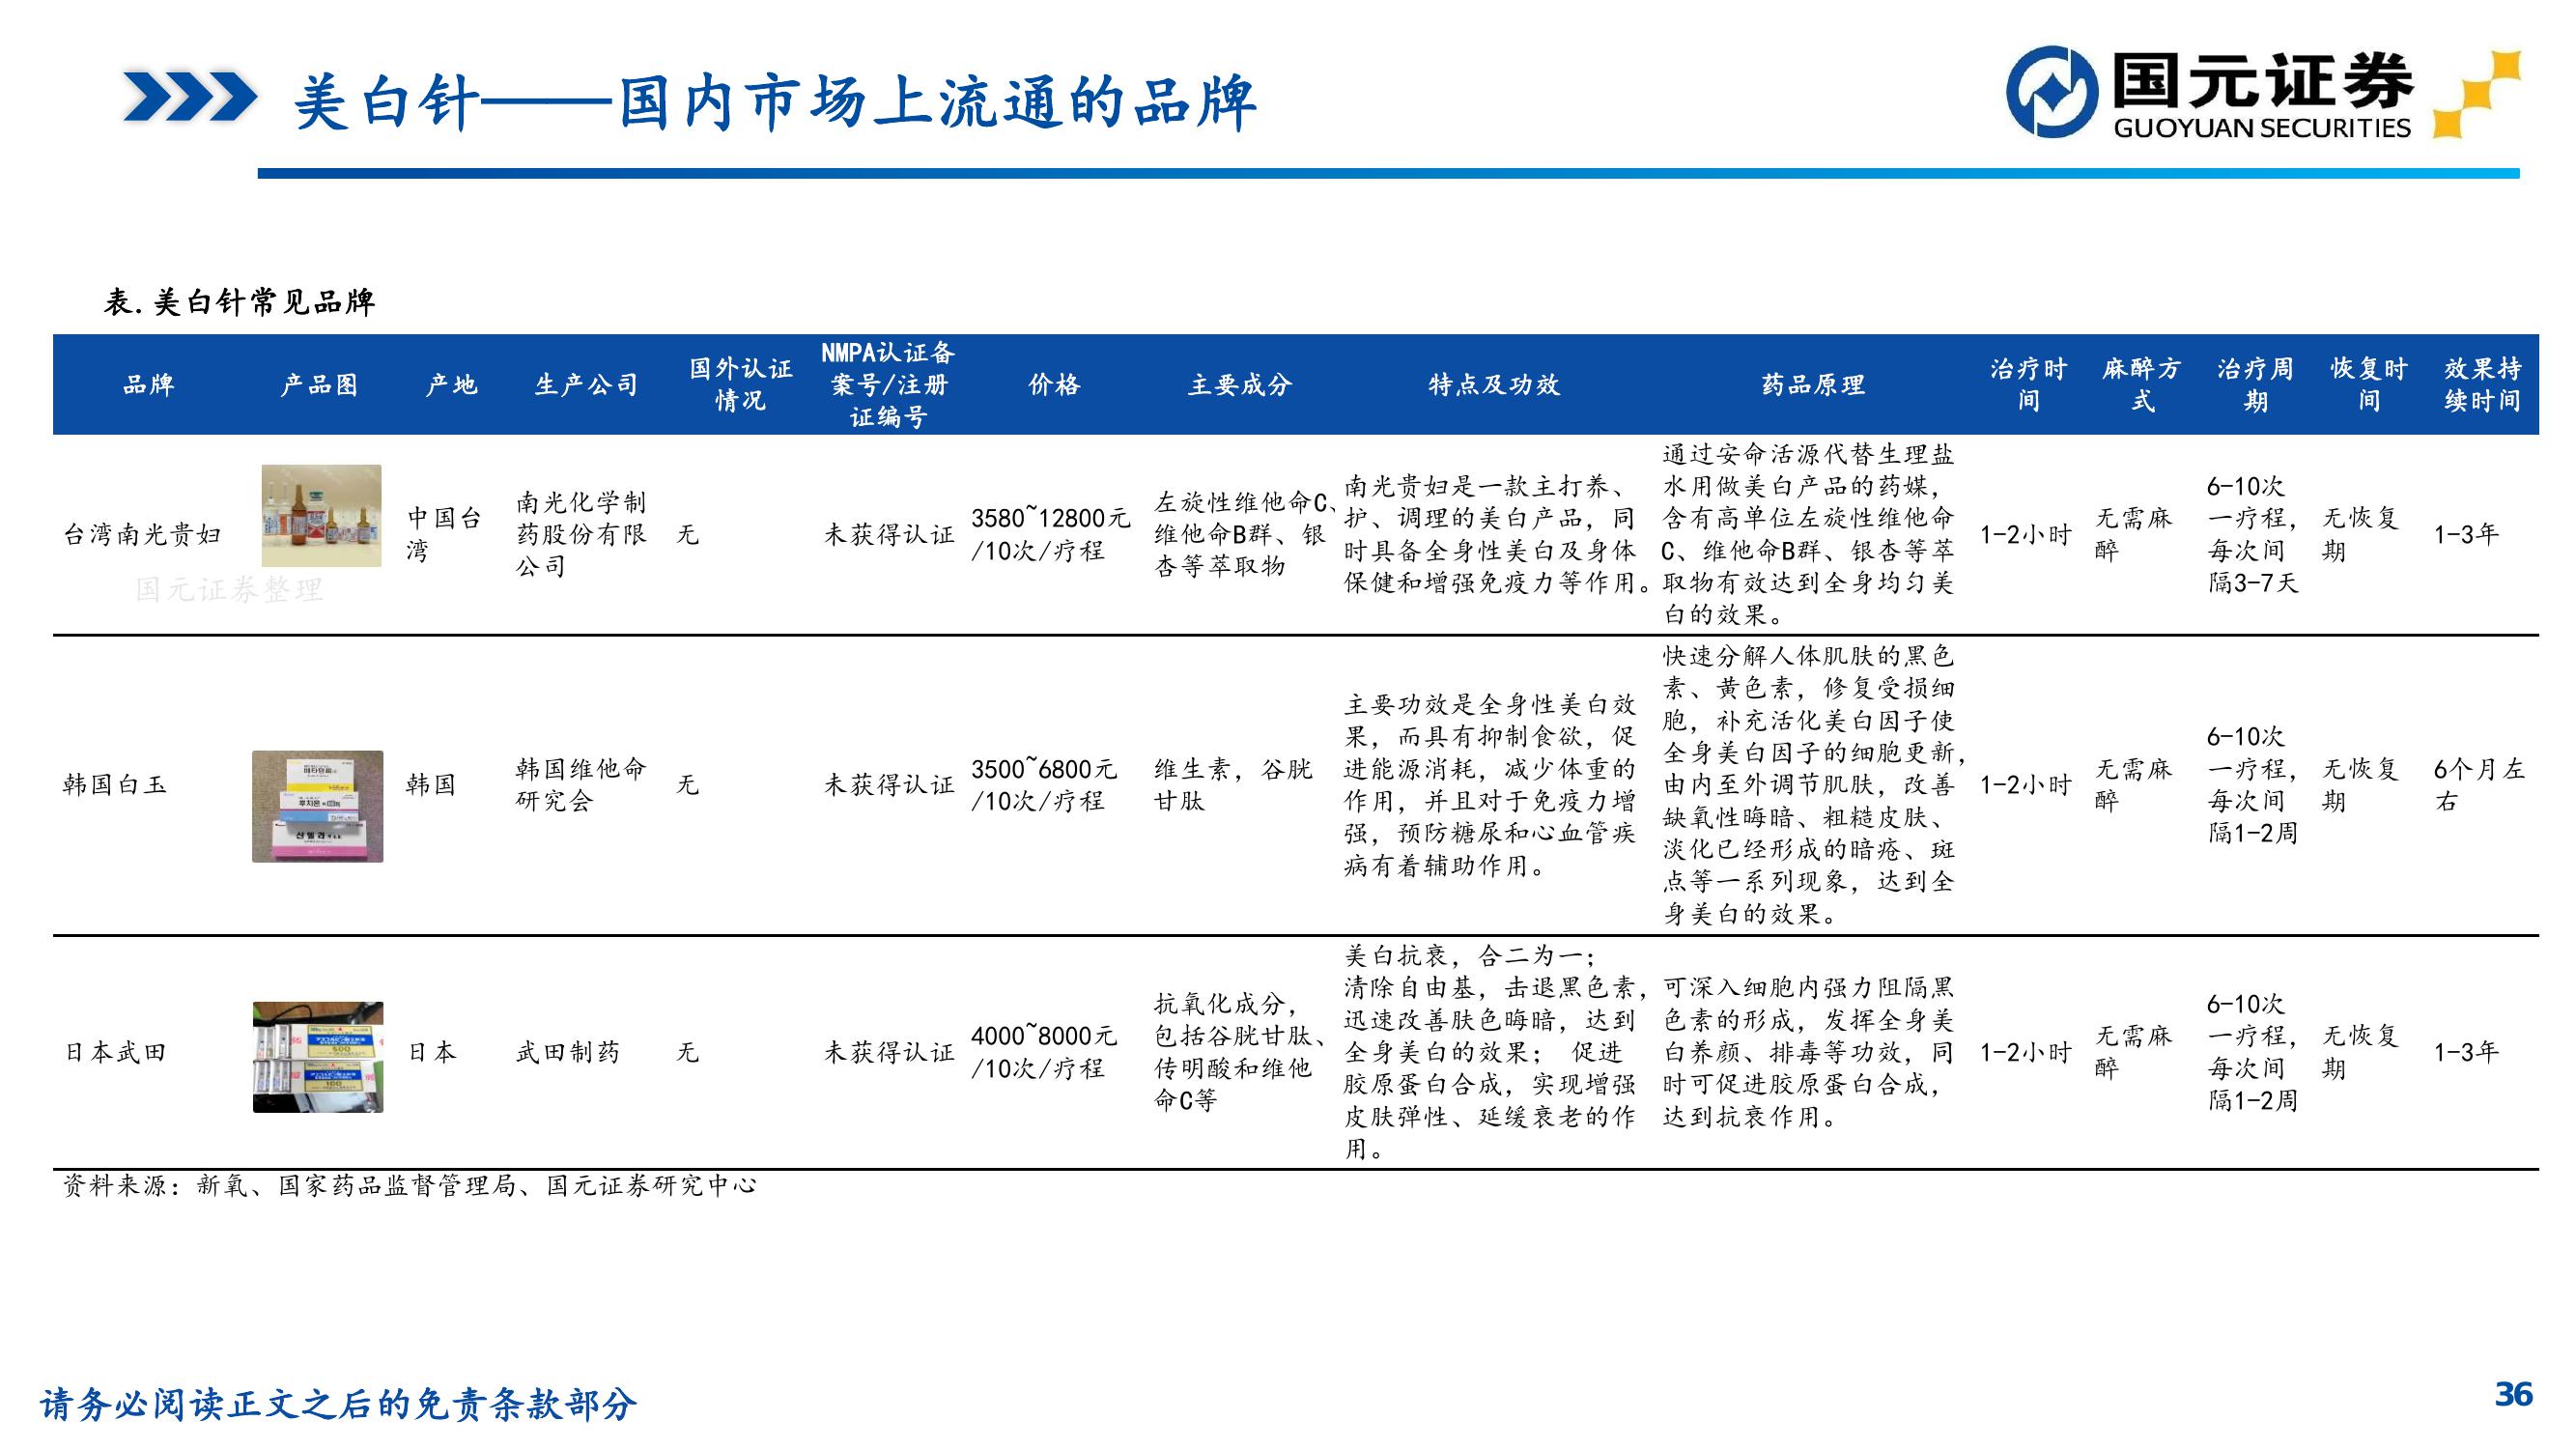 美白针——国内市场上流通的品牌
国元证券
GUOYUAN SECURITIES
表.美白针常见品牌
品牌
产品图
产地
生产公司
国外认证
情况
NMPA认证备
案号/注册
证编号
价格
主要成分
特点及功效
药品原理
治疗时
间
麻醉方
式
治疗周
期
恢复时
间
效果持
续时间
台湾南光贵妇
中国台
湾
南光化学制
药股份有限
公司
无
未获得认证
3580~12800元
/10次/疗程
左旋性维他命C、
维他命B群、银
杏等萃取物
南光贵妇是一款主打养、
护、调理的美白产品，同
时具备全身性美白及身体
保健和增强免疫力等作用。
通过安命活源代替生理盐
水用做美白产品的药媒，
含有高单位左旋性维他命
C、维他命B群、银杏等萃
取物有效达到全身均匀美
白的效果。
1-2小时
无需麻
醉
6-10次
一疗程，
每次间
隔3-7天
无恢复
期
1-3年
国元证券整理
韩国白玉
韩国
韩国维他命
研究会
无
未获得认证
3500~6800元
/10次/疗程
维生素，谷胱
甘肽
主要功效是全身性美白效
果，而具有抑制食欲，促
进能源消耗，减少体重的
作用，并且对于免疫力增
强，预防糖尿和心血管疾
病有着辅助作用。
快速分解人体肌肤的黑色
素、黄色素，修复受损细
胞，补充活化美白因子使
全身美白因子的细胞更新，
由内至外调节肌肤，改善
缺氧性晦暗、粗糙皮肤、
淡化已经形成的暗疮、斑
点等一系列现象，达到全
身美白的效果。
1-2小时
无需麻
醉
6-10次
一疗程，
每次间
隔1-2周
无恢复
期
6个月左
右
日本武田
500
100
日本
武田制药
无
未获得认证
4000~8000元
/10次/疗程
抗氧化成分，
包括谷胱甘肽、
传明酸和维他
命C等
美白抗衰，合二为一；
清除自由基，击退黑色素，
迅速改善肤色晦暗，达到
全身美白的效果； 促进
胶原蛋白合成，实现增强
皮肤弹性、延缓衰老的作
用。
可深入细胞内强力阻隔黑
色素的形成，发挥全身美
白养颜、排毒等功效，同
时可促进胶原蛋白合成，
达到抗衰作用。
1-2小时
无需麻
醉
6-10次
一疗程，
每次间
隔1-2周
无恢复
期
1-3年
资料来源：新氧、国家药品监督管理局、国元证券研究中心
请务必阅读正文之后的免责条款部分
36